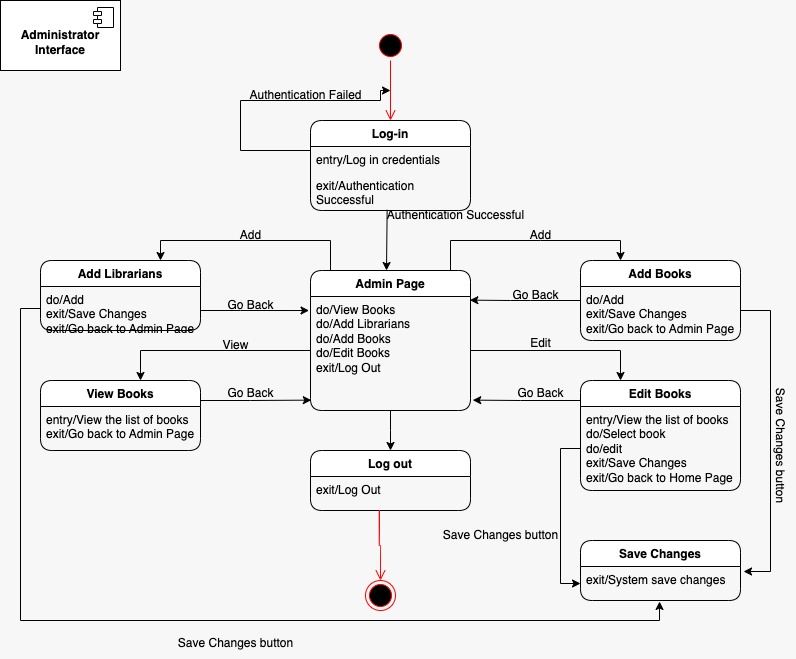 Administrator
Interface
Authentication Failed
Log-in
entry/Log in credentials
exit/Authentication
Successful
Authentication Successful
Add
Add
Add Librarians
do/Add
exit/Save Changes
exit/Go back to Admin Page
Go Back
Admin Page
do/View Books
do/Add Librarians
do/Add Books
do/Edit Books
exit/Log Out
Go Back
Add Books
do/Add
exit/Save Changes
exit/Go back to Admin Page
View
Edit
View Books
entry/View the list of books
exit/Go back to Admin Page
Go Back
Go Back
Edit Books
entry/View the list of books
do/Select book
do/edit
exit/Save Changes
exit/Go back to Home Page
Save Changes button
Log out
exit/Log Out
Save Changes button
Save Changes
exit/System save changes
Save Changes button